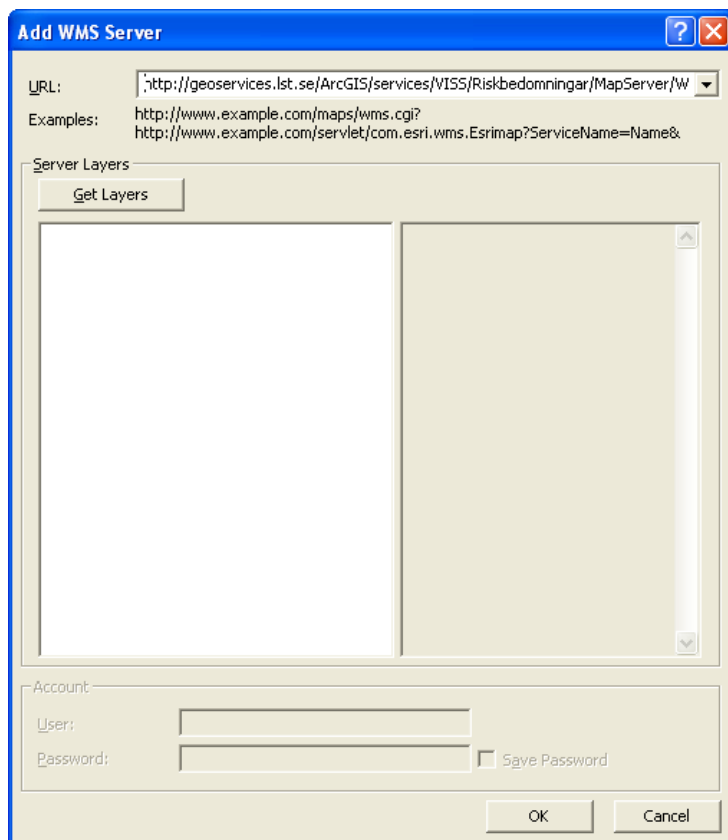 Add WMS Server
URL: http://geoservices.lst.se/ArcGIS/services/VISS/Riskbedomningar/MapServer/W
Examples: http://www.example.com/maps/wms.cgi?
http://www.example.com/servlet/com.esri.wms.Esrimap?ServiceName=Name&
Server Layers
Get Layers
Account
User:
Password:
Save Password
OK Cancel